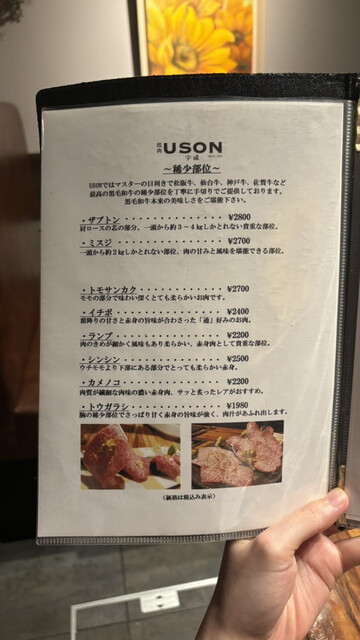 焼肉 USON
宇成
～稀少部位～
USONではマスターの目利きで松阪牛、仙台牛、神戸牛、佐賀牛など
最高の黒毛和牛の稀少部位を丁寧に手切りでご提供しております。
黒毛和牛本来の美味しさをご堪能下さい。
・ザブトン・・・・・・・・・・・・・¥2800
肩ロースの芯の部分。一頭から約3～4㎏しかとれない貴重な部位。
・ミスジ・・・・・・・・・・・・・・¥2700
一頭から約2㎏しかとれない部位、肉の甘みと風味を堪能できる部位。
・トモサンカク・・・・・・・・・・・¥2700
モモの部分で味わい深くとても柔らかいお肉です。
・イチボ・・・・・・・・・・・・・・¥2400
霜降りの甘さと赤身の旨味が合わさった「通」好みのお肉。
・ランプ・・・・・・・・・・・・・・¥2200
肉のきめが細かく風味もあり柔らかい、赤身肉として貴重な部位。
・シンシン・・・・・・・・・・・・・¥2500
ウチモモより下部にある部分でとっても柔らかい赤身。
・カメノコ・・・・・・・・・・・・・¥2200
肉質が繊細な肉味の濃い赤身肉、サッと炙ったレアがおすすめ。
・トウガラシ・・・・・・・・・・・・¥1980
腕の稀少部位でさっぱり甘く赤身の旨味が強く、肉汁があふれ出します。
（価格は税込み表示）